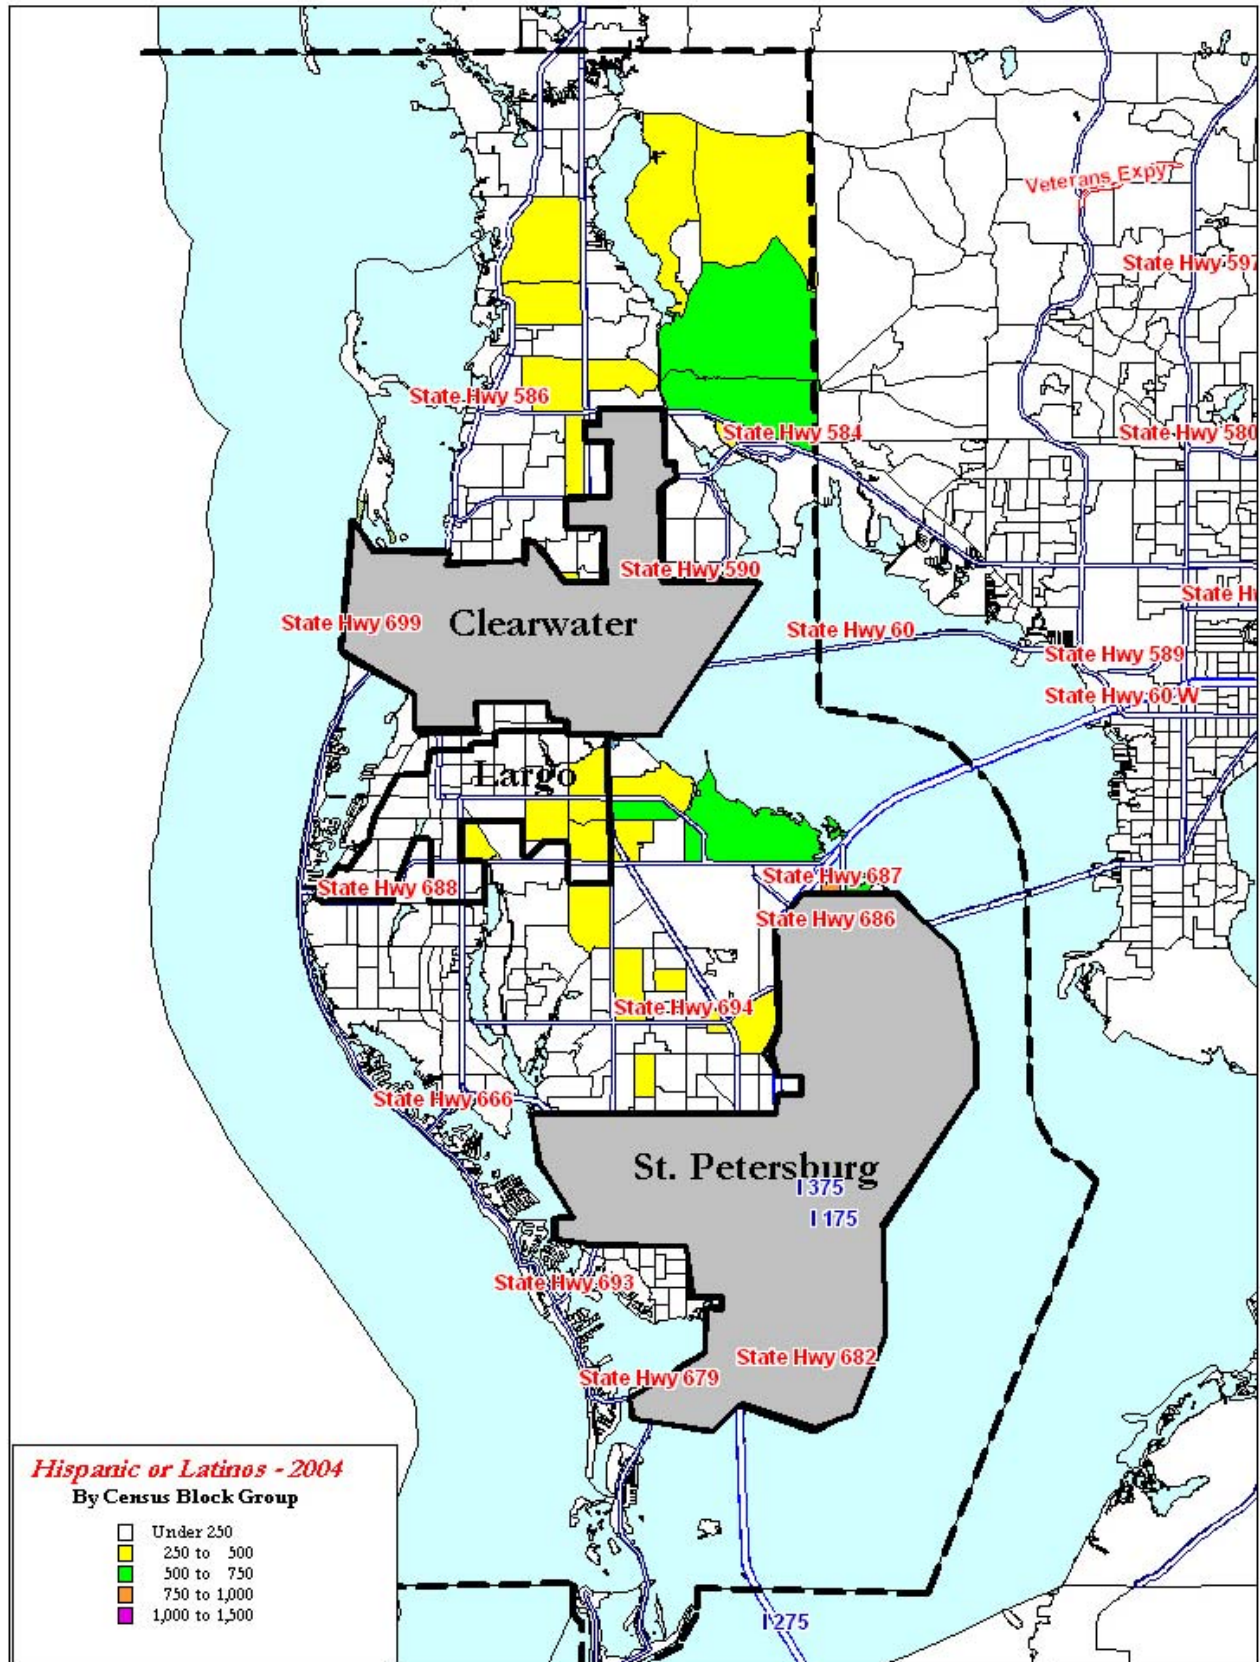 Veterans Expy
State Hwy 597
State Hwy 586
State Hwy 584
State Hwy 580
State Hwy 590
State H
State Hwy 699
Clearwater
State Hwy 60
State Hwy 589
State Hwy 60 W
Largo
State Hwy 688
State Hwy 687
State Hwy 686
State Hwy 694
State Hwy 666
St. Petersburg
I 375
I 175
State Hwy 693
State Hwy 682
State Hwy 679
Hispanic or Latinos - 2004
By Census Block Group
Under 250
250 to 500
500 to 750
750 to 1,000
1,000 to 1,500
I 275